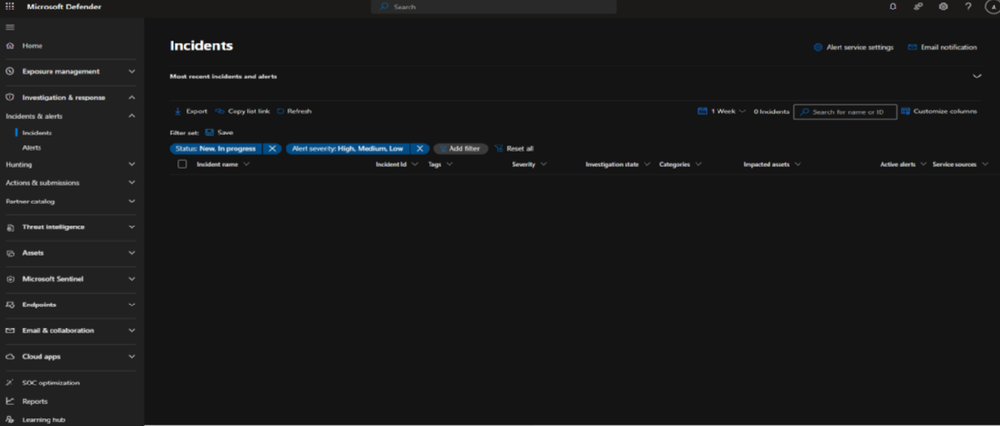 Microsoft Defender
Search
Home
Exposure management
Investigation & response
Incidents & alerts
Incidents
Alerts
Hunting
Actions & submissions
Partner catalog
Threat intelligence
Assets
Microsoft Sentinel
Endpoints
Email & collaboration
Cloud apps
SOC optimization
Reports
Learning hub
Incidents
Alert service settings Email notification
Most recent incidents and alerts
Export Copy list link Refresh 1 Week 0 Incidents Search for name or ID Customize columns
Filter set: Save
Status: New, In progress Alert severity: High, Medium, Low Add filter Reset all
Incident name Incident Id Tags Severity Investigation state Categories Impacted assets Active alerts Service sources